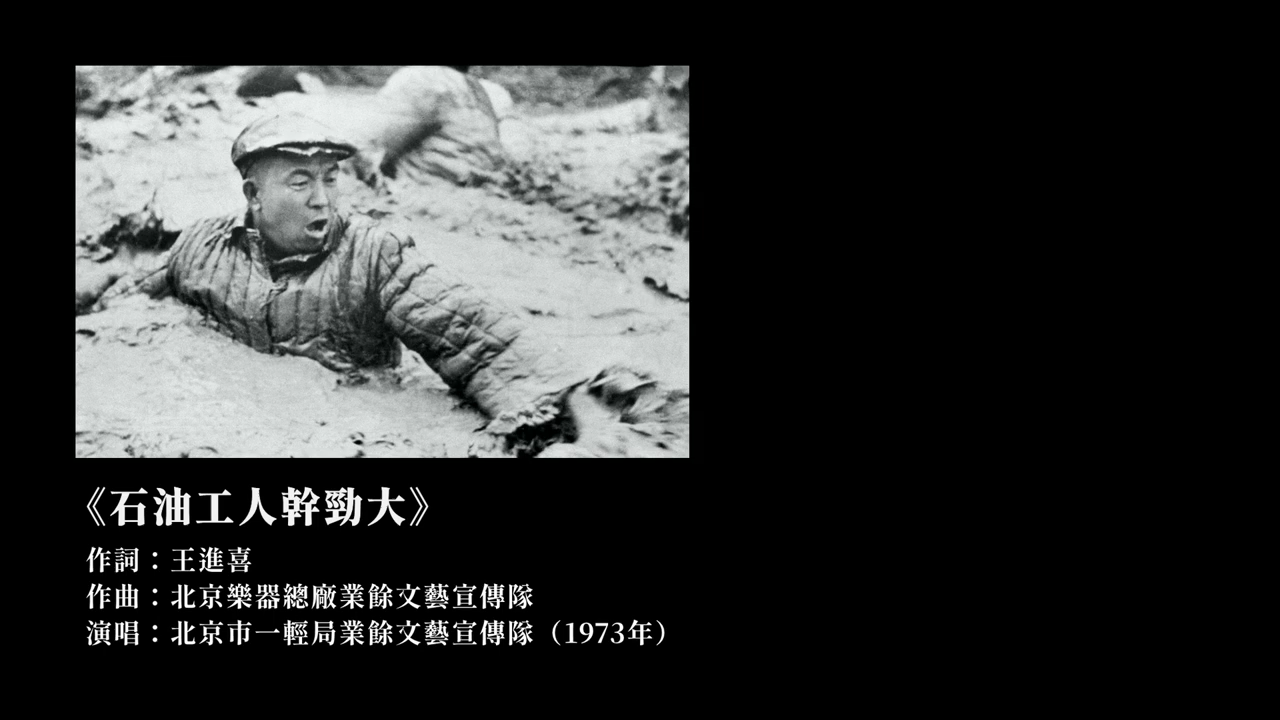 《石油工人幹勁大》
作詞：王進喜
作曲：北京樂器總廠業餘文藝宣傳隊
演唱：北京市一輕局業餘文藝宣傳隊（1973年）